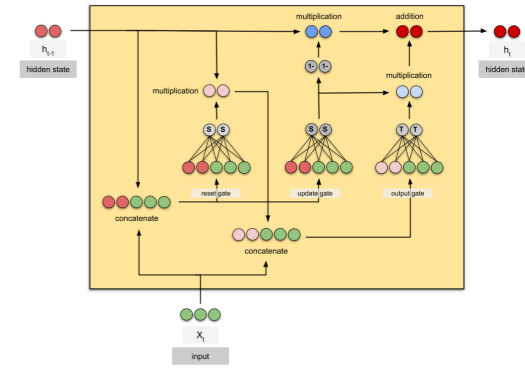 multiplication
addition
h t-1
hidden state
1- 1-
h t
hidden stat
multiplication
multiplication
S S
S S
T T
reset gate
update gate
output gate
concatenate
concatenate
X t
input